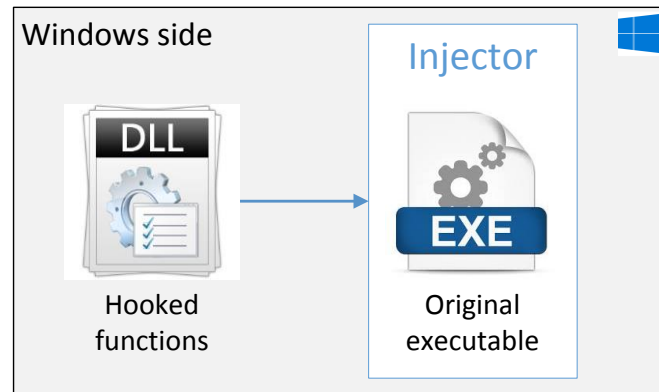 Windows side
Injector
DLL
EXE
Hooked
functions
Original
executable